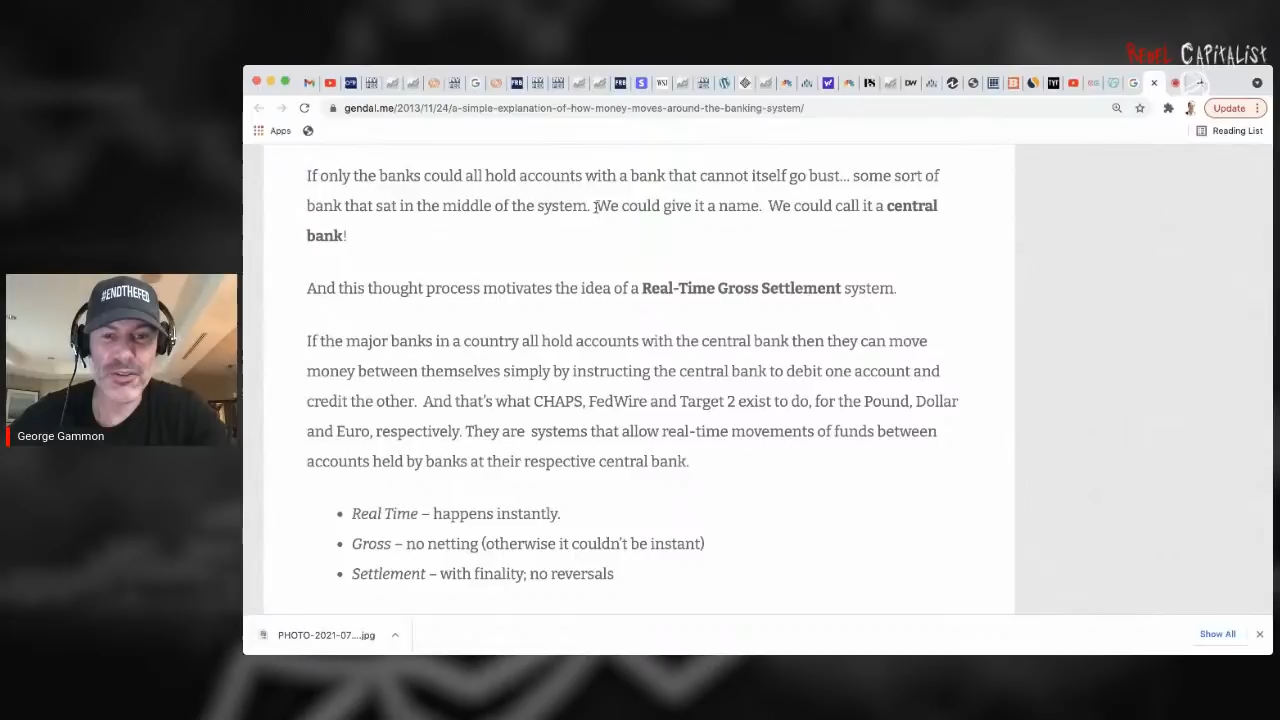 REBEL CAPITALIST
gendal.me/2013/11/24/a-simple-explanation-of-how-money-moves-around-the-banking-system/
Update
Apps
Reading List
If only the banks could all hold accounts with a bank that cannot itself go bust... some sort of
bank that sat in the middle of the system. We could give it a name.  We could call it a central
bank!
And this thought process motivates the idea of a Real-Time Gross Settlement system.
If the major banks in a country all hold accounts with the central bank then they can move
money between themselves simply by instructing the central bank to debit one account and
credit the other.  And that's what CHAPS, FedWire and Target 2 exist to do, for the Pound, Dollar
and Euro, respectively. They are  systems that allow real-time movements of funds between
accounts held by banks at their respective central bank.
• Real Time – happens instantly.
• Gross – no netting (otherwise it couldn't be instant)
• Settlement – with finality; no reversals
#ENDTHEFED
George Gammon
PHOTO-2021-07....jpg
Show All